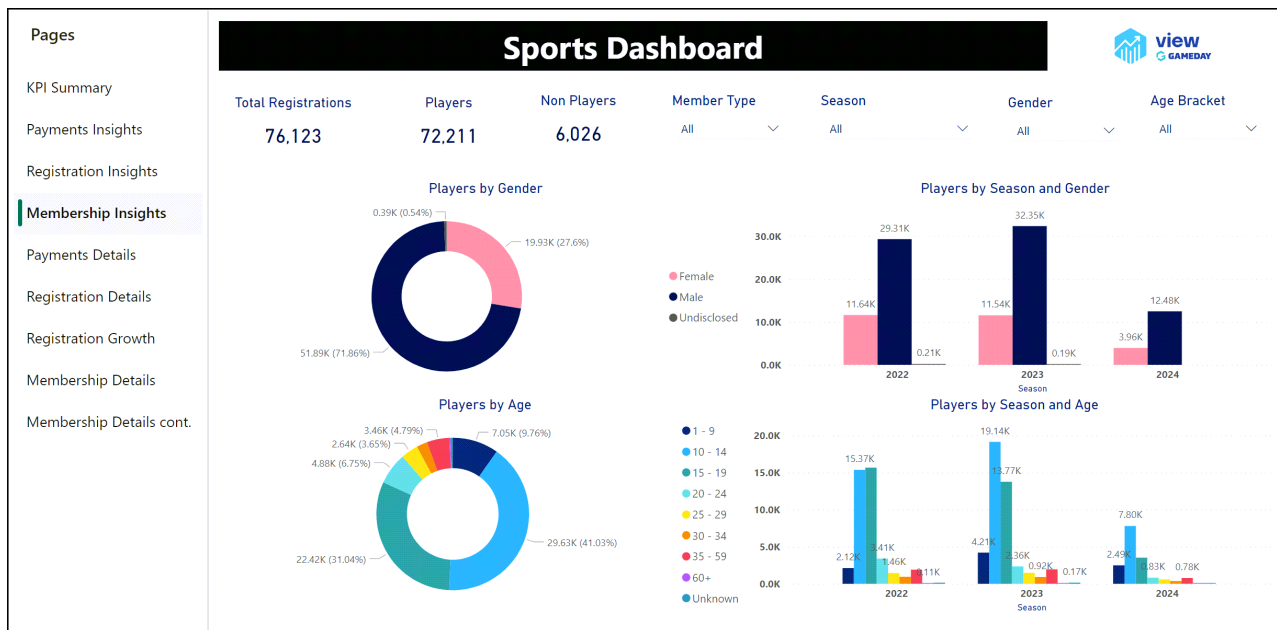 Pages
KPI Summary
Payments Insights
Registration Insights
Membership Insights
Payments Details
Registration Details
Registration Growth
Membership Details
Membership Details cont.
Sports Dashboard
view
GAMEDAY
Total Registrations
76,123
Players
72,211
Non Players
6,026
Member Type
All
Season
All
Gender
All
Age Bracket
All
Players by Gender
0.39K (0.54%)
19.93K (27.6%)
51.89K (71.86%)
Female
Male
Undisclosed
Players by Season and Gender
30.0K
20.0K
10.0K
0.0K
11.64K
29.31K
0.21K
11.54K
32.35K
0.19K
3.96K
12.48K
2022
2023
2024
Season
Players by Age
3.46K (4.79%)
2.64K (3.65%)
4.88K (6.75%)
7.05K (9.76%)
22.42K (31.04%)
29.63K (41.03%)
1 - 9
10 - 14
15 - 19
20 - 24
25 - 29
30 - 34
35 - 59
60+
Unknown
Players by Season and Age
20.0K
15.0K
10.0K
5.0K
0.0K
2.12K
15.37K
3.41K
1.46K
0.11K
4.21K
19.14K
13.77K
2.36K
0.92K
0.17K
2.49K
7.80K
0.83K
0.78K
2022
2023
2024
Season